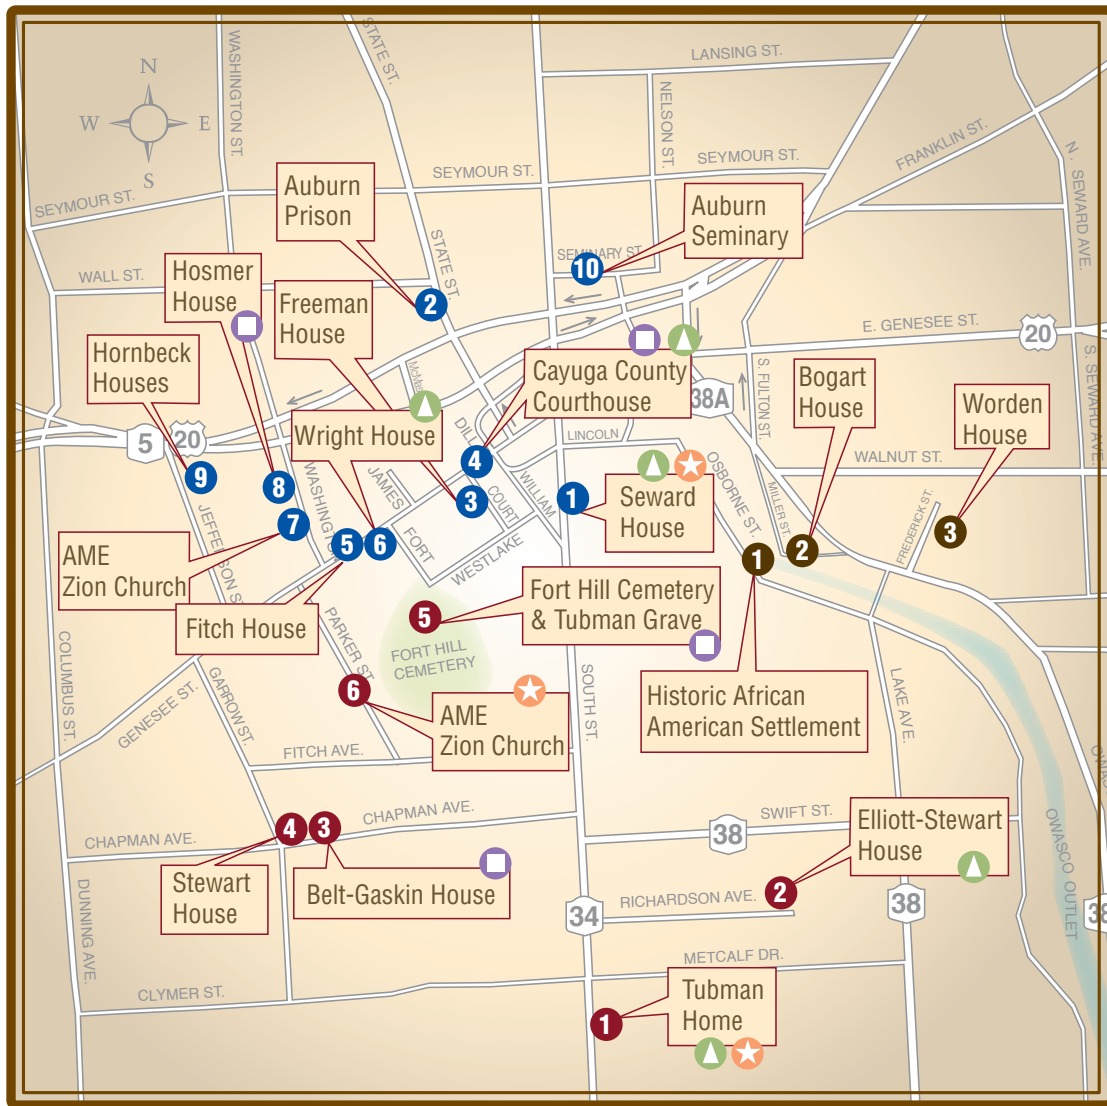 LANSING ST.
WASHINGTON ST.
STATE ST.
NELSON ST.
FRANKLIN ST.
N. SEWARD AVE.
N
W E
S
SEYMOUR ST.
SEYMOUR ST.
SEYMOUR ST.
Auburn
Prison
Auburn
Seminary
STATE ST.
SEMINARY ST.
10
WALL ST.
Hosmer
House
Freeman
House
2
E. GENESEE ST.
20
Hornbeck
Houses
Cayuga County
Courthouse
38A
S. FULTON ST.
S. SEWARD AVE.
Bogart
House
Worden
House
5
20
Wright House
DILL
LINCOLN
WALNUT ST.
9
8
4
3
1
JAMES
COURT
WILLIAM
FORT
WESTLAKE
Seward
House
OSBORNE ST.
MILLER ST.
FREDERICK ST.
7
WASHINGTON
5
6
1
2
3
JEFFERSON ST.
AME
Zion Church
Fitch House
Fort Hill Cemetery
& Tubman Grave
5
FORT HILL
CEMETERY
PARKER ST.
6
AME
Zion Church
Historic African
American Settlement
COLUMBUS ST.
GENESEE ST.
GARROW ST.
SOUTH ST.
LAKE AVE.
FITCH AVE.
CHAPMAN AVE.
CHAPMAN AVE.
4
3
SWIFT ST.
38
Elliott-Stewart
House
OWASCO OUTLET
Stewart
House
Belt-Gaskin House
DUNNING AVE.
34
RICHARDSON AVE.
2
38
38
METCALF DR.
CLYMER ST.
Tubman
Home
1